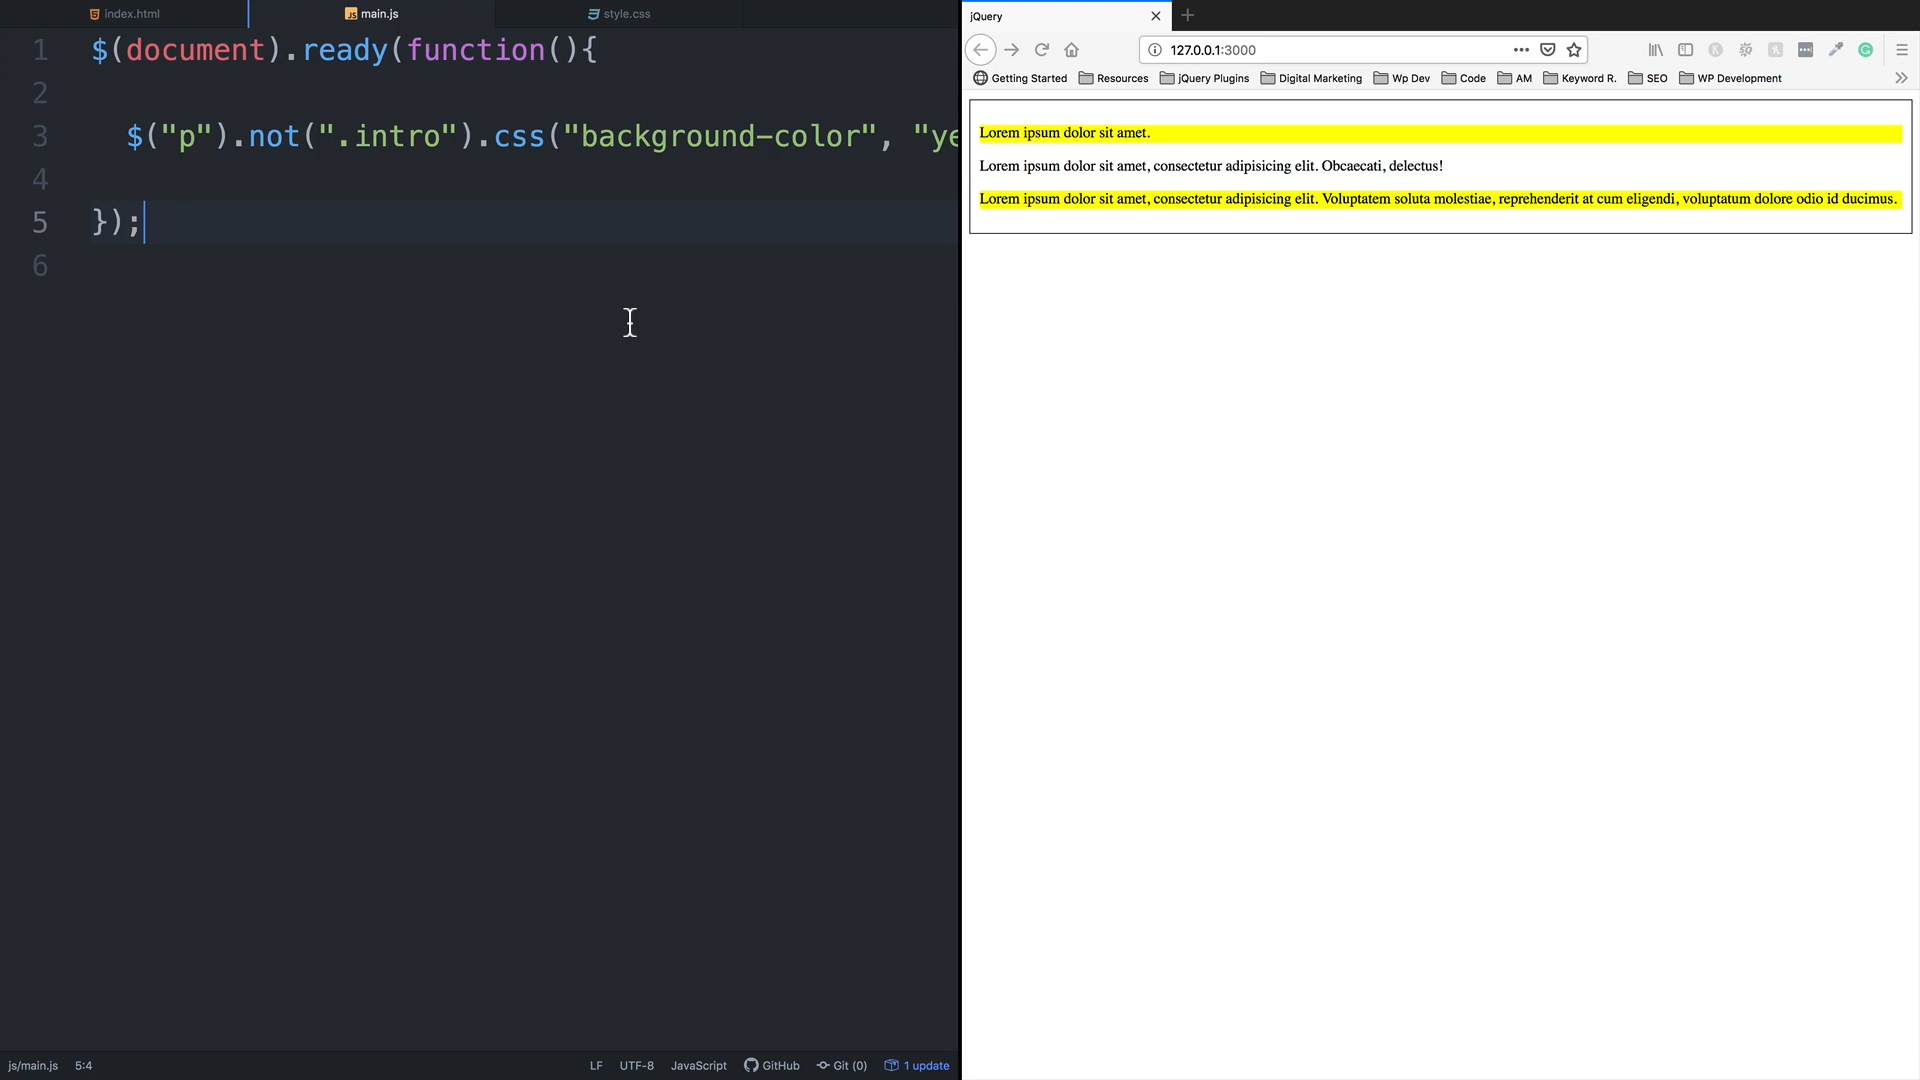 index.html
main.js
style.css
1 $(document).ready(function(){
2
3 $("p").not(".intro").css("background-color", "ye
4
5 });
6
js/main.js 5:4 LF UTF-8 JavaScript GitHub Git (0) 1 update
jQuery
127.0.0.1:3000
Getting Started Resources jQuery Plugins Digital Marketing Wp Dev Code AM Keyword R. SEO WP Development
Lorem ipsum dolor sit amet.
Lorem ipsum dolor sit amet, consectetur adipisicing elit. Obcaecati, delectus!
Lorem ipsum dolor sit amet, consectetur adipisicing elit. Voluptatem soluta molestiae, reprehenderit at cum eligendi, voluptatum dolore odio id ducimus.